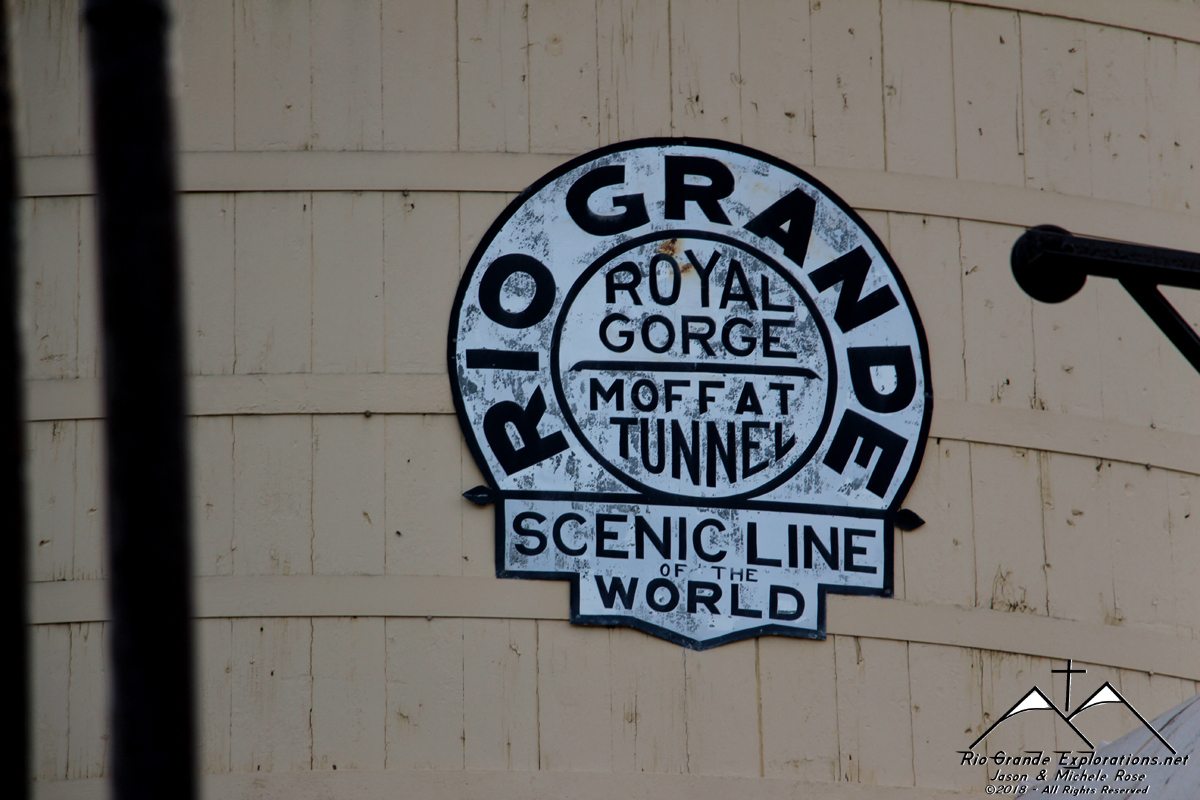 RIO GRANDE
ROYAL
GORGE
MOFFAT
TUNNEL
SCENIC LINE
OF THE
WORLD
Rio Grande Explorations.net
Jason & Michele Rose
©2018 - All Rights Reserved